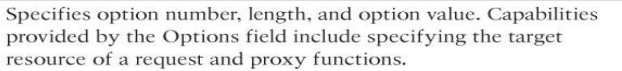 Specifies option number, length, and option value. Capabilities
provided by the Options field include specifying the target
resource of a request and proxy functions.